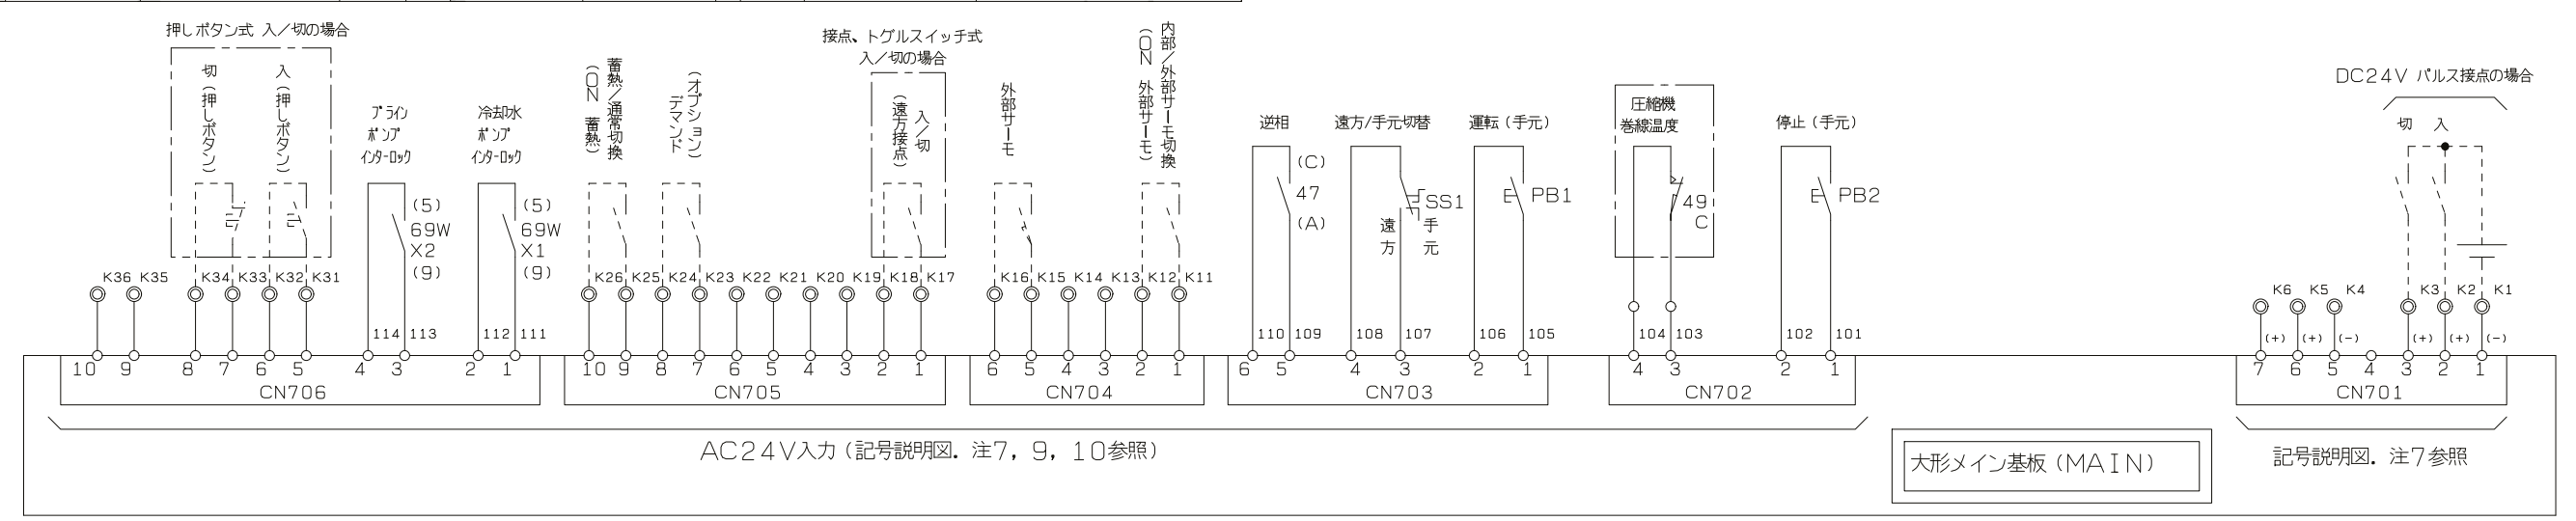 押しボタン式 入／切の場合
切（押しボタン）
入（押しボタン）
ブライン
ポンプ
インターロック
冷却水
ポンプ
インターロック
蓄熱／通常切換
（ON 蓄熱）
（オプション）
デマンド
接点、トグルスイッチ式
入／切の場合
入／切
（遠方接点）
外部サーモ
内部／外部サーモ切換
（ON 外部サーモ）
逆相
遠方/手元切替
運転（手元）
圧縮機
巻線温度
停止（手元）
DC24V パルス接点の場合
切 入
(5)
69W
X2
(9)
(5)
69W
X1
(9)
(C)
47
(A)
SS1
遠方
手元
PB1
49
C
PB2
K36 K35 K34 K33 K32 K31
K26 K25 K24 K23 K22 K21 K20 K19 K18 K17
K16 K15 K14 K13 K12 K11
K6 K5 K4 K3 K2 K1
114 113 112 111
110 109 108 107 106 105
104 103 102 101
(+) (+) (-) (+) (+) (-)
10 9 8 7 6 5 4 3 2 1
CN706
10 9 8 7 6 5 4 3 2 1
CN705
6 5 4 3 2 1
CN704
6 5 4 3 2 1
CN703
4 3 2 1
CN702
7 6 5 4 3 2 1
CN701
AC24V入力（記号説明図．注7，9，10参照）
大形メイン基板（MAIN）
記号説明図．注7参照